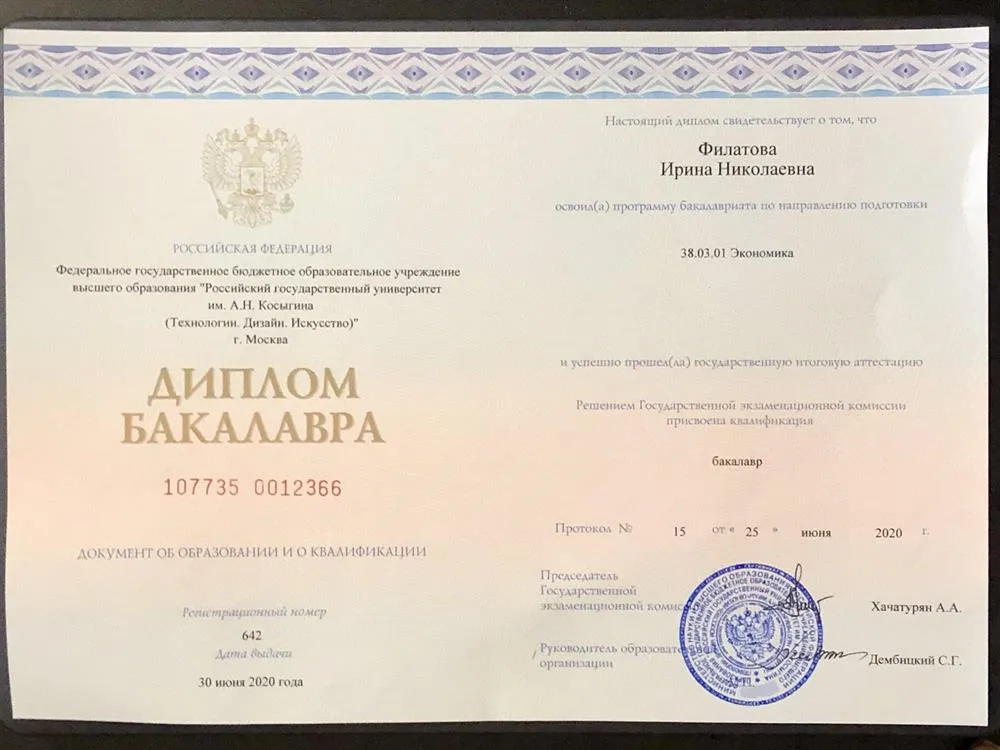 РОССИЙСКАЯ ФЕДЕРАЦИЯ
Федеральное государственное бюджетное образовательное учреждение
высшего образования "Российский государственный университет
им. А.Н. Косыгина
(Технологии. Дизайн. Искусство)"
г. Москва
ДИПЛОМ
БАКАЛАВРА
107735 0012366
ДОКУМЕНТ ОБ ОБРАЗОВАНИИ И О КВАЛИФИКАЦИИ
Регистрационный номер
642
Дата выдачи
30 июня 2020 года
Настоящий диплом свидетельствует о том, что
Филатова
Ирина Николаевна
освоил(а) программу бакалавриата по направлению подготовки
38.03.01 Экономика
и успешно прошел(ла) государственную итоговую аттестацию
Решением Государственной экзаменационной комиссии
присвоена квалификация
бакалавр
Протокол № 15 от « 25 » июня 2020 г.
Председатель
Государственной
экзаменационной комисс
Хачатурян А.А.
Руководитель образоват
организации
Дембицкий С.Г.